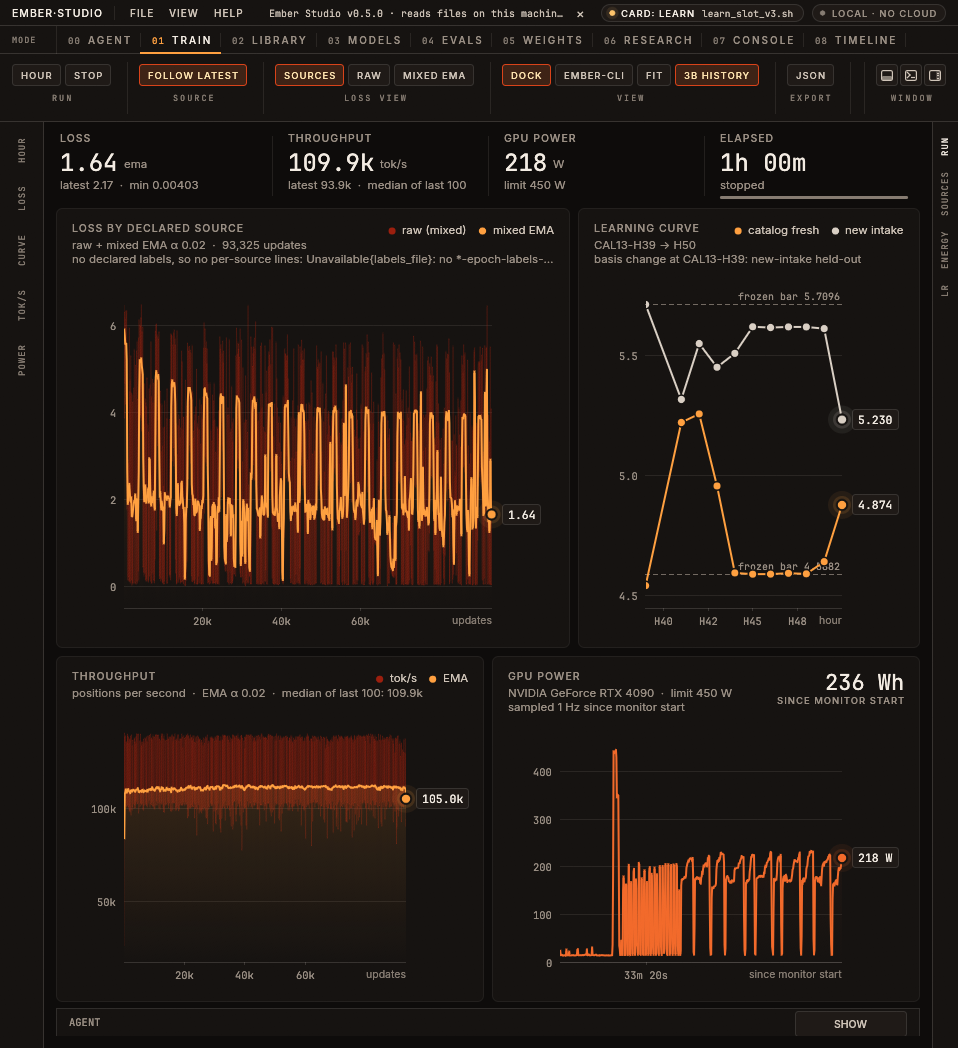 EMBER·STUDIO FILE VIEW HELP Ember Studio v0.5.0 · reads files on this machin… × CARD: LEARN learn_slot_v3.sh LOCAL · NO CLOUD
MODE 00 AGENT 01 TRAIN 02 LIBRARY 03 MODELS 04 EVALS 05 WEIGHTS 06 RESEARCH 07 CONSOLE 08 TIMELINE
HOUR STOP FOLLOW LATEST SOURCES RAW MIXED EMA DOCK EMBER-CLI FIT 3B HISTORY JSON
RUN SOURCE LOSS VIEW VIEW EXPORT WINDOW
HOUR
LOSS
CURVE
TOK/S
POWER
LOSS
1.64 ema
latest 2.17 · min 0.00403
THROUGHPUT
109.9k tok/s
latest 93.9k · median of last 100
GPU POWER
218 W
limit 450 W
ELAPSED
1h 00m
stopped
RUN
SOURCES
ENERGY
LR
LOSS BY DECLARED SOURCE
raw (mixed) mixed EMA
raw + mixed EMA α 0.02 · 93,325 updates
no declared labels, so no per-source lines: Unavailable{labels_file}: no *-epoch-labels-…
6
4
2
0
1.64
20k 40k 60k updates
LEARNING CURVE
catalog fresh new intake
CAL13-H39 → H50
basis change at CAL13-H39: new-intake held-out
frozen bar 5.7096
5.5
5.230
5.0
4.874
4.5
H40 H42 H45 H48 hour
THROUGHPUT
tok/s EMA
positions per second · EMA α 0.02 · median of last 100: 109.9k
100k
50k
105.0k
20k 40k 60k updates
GPU POWER
NVIDIA GeForce RTX 4090 · limit 450 W
sampled 1 Hz since monitor start
236 Wh
SINCE MONITOR START
400
300
200
100
0
218 W
33m 20s since monitor start
AGENT SHOW